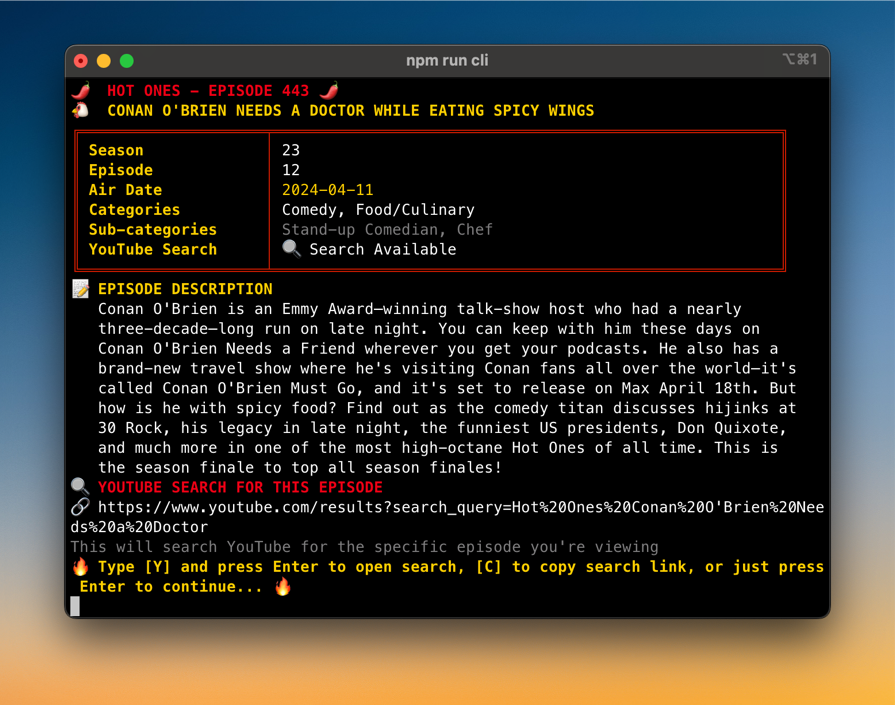 npm run cli
⌥⌘1
🌶️ HOT ONES – EPISODE 443 🌶️
🐔 CONAN O'BRIEN NEEDS A DOCTOR WHILE EATING SPICY WINGS
Season 23
Episode 12
Air Date 2024-04-11
Categories Comedy, Food/Culinary
Sub-categories Stand-up Comedian, Chef
YouTube Search 🔍 Search Available
📝 EPISODE DESCRIPTION
Conan O'Brien is an Emmy Award-winning talk-show host who had a nearly
three-decade-long run on late night. You can keep with him these days on
Conan O'Brien Needs a Friend wherever you get your podcasts. He also has a
brand-new travel show where he's visiting Conan fans all over the world—it's
called Conan O'Brien Must Go, and it's set to release on Max April 18th. But
how is he with spicy food? Find out as the comedy titan discusses hijinks at
30 Rock, his legacy in late night, the funniest US presidents, Don Quixote,
and much more in one of the most high-octane Hot Ones of all time. This is
the season finale to top all season finales!
🔍 YOUTUBE SEARCH FOR THIS EPISODE
🔗 https://www.youtube.com/results?search_query=Hot%20Ones%20Conan%20O'Brien%20Nee
ds%20a%20Doctor
This will search YouTube for the specific episode you're viewing
🔥 Type [Y] and press Enter to open search, [C] to copy search link, or just press
Enter to continue... 🔥